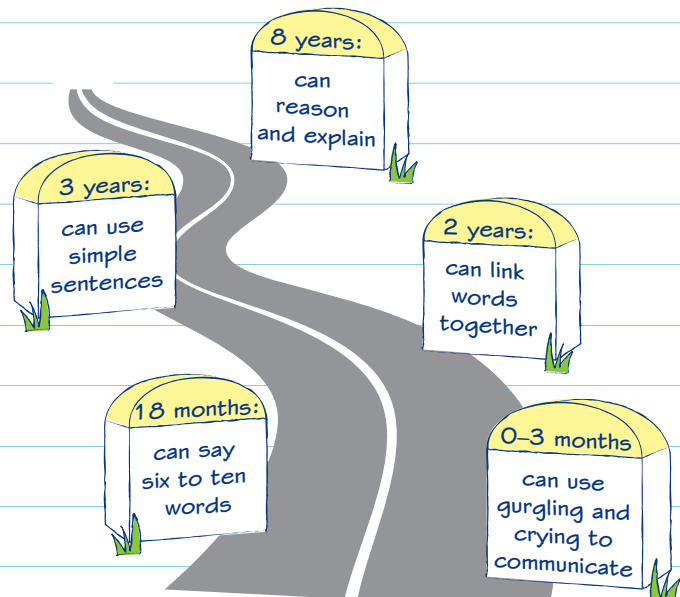 8 years:
can
reason
and explain
3 years:
can use
simple
sentences
2 years:
can link
words
together
18 months:
can say
six to ten
words
0–3 months
can use
gurgling and
crying to
communicate